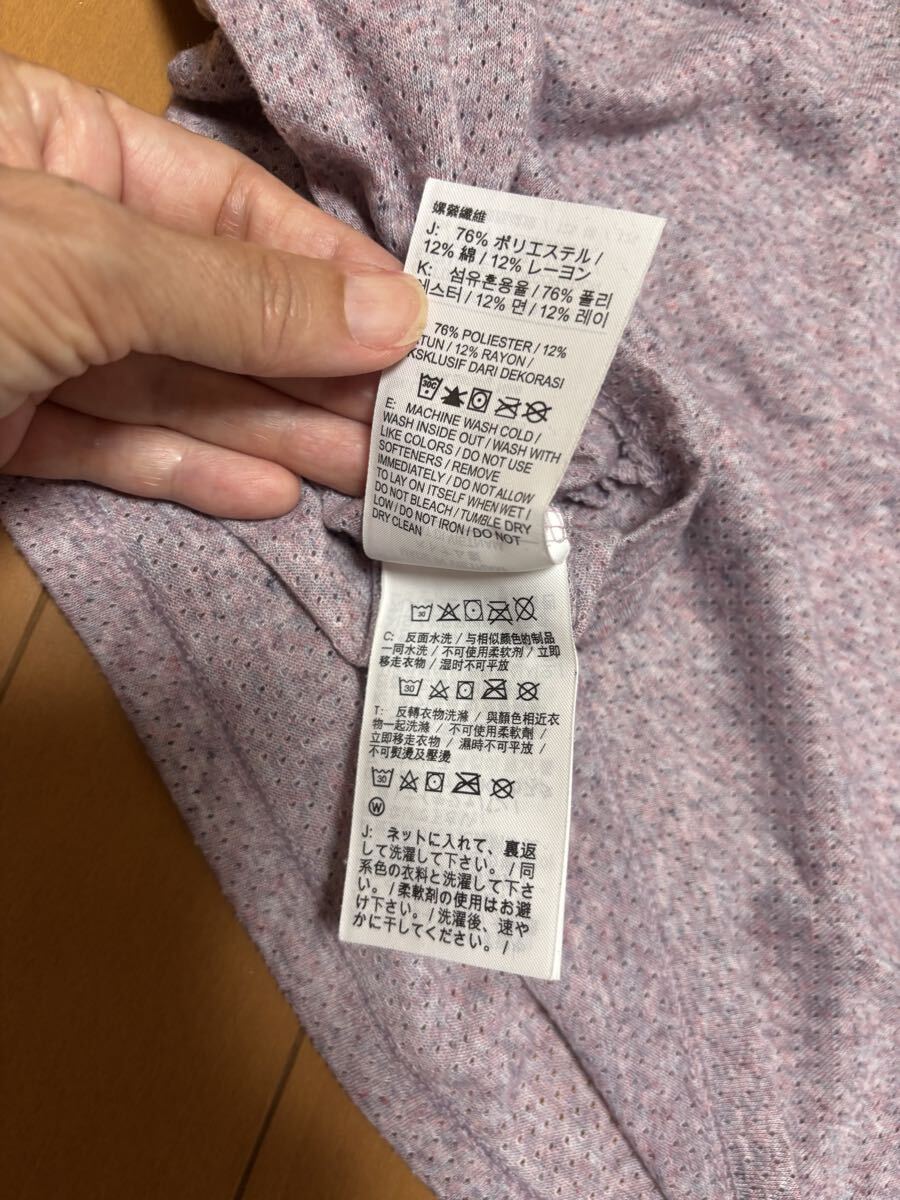 嫘縈纖維
J: 76% ポリエステル /
12% 綿 / 12% レーヨン
K: 섬유혼용율 / 76% 폴리
에스터 / 12% 면 / 12% 레이
76% POLIESTER / 12%
TUN / 12% RAYON /
KSKLUSIF DARI DEKORASI
30C
E: MACHINE WASH COLD /
WASH INSIDE OUT / WASH WITH
LIKE COLORS / DO NOT USE
SOFTENERS / REMOVE
IMMEDIATELY / DO NOT ALLOW
TO LAY ON ITSELF WHEN WET /
DO NOT BLEACH / TUMBLE DRY
LOW / DO NOT IRON / DO NOT
DRY CLEAN
30
C: 反面水洗 / 与相似颜色的制品
一同水洗 / 不可使用柔软剂 / 立即
移走衣物 / 湿时不可平放
30
T: 反轉衣物洗滌 / 與顏色相近衣
物一起洗滌 / 不可使用柔軟劑 /
立即移走衣物 / 濕時不可平放 /
不可熨燙及壓燙
30
W
J: ネットに入れて、裏返
して洗濯して下さい。/ 同
系色の衣料と洗濯して下さ
い。/ 柔軟剤の使用はお避
け下さい。/ 洗濯後、速や
かに干してください。/